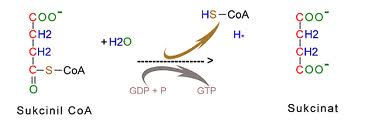 COO⁻ HS–CoA COO⁻
CH2 +H2O H⁺ CH2
CH2 CH2
C–S–CoA COO⁻
O GDP + P GTP
Sukcinil CoA Sukcinat